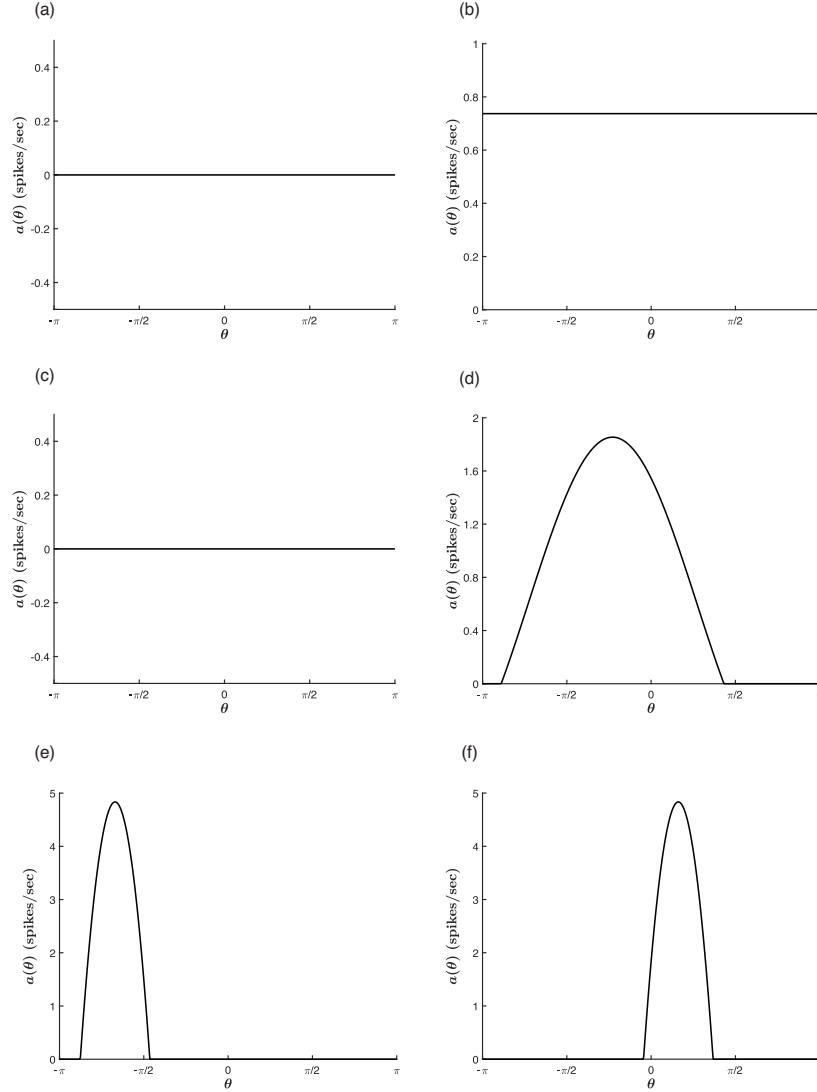 (a)
0.4
0.2
0
-0.2
-0.4
a(θ) (spikes/sec)
-π
-π/2
0
π/2
π
θ
(b)
1
0.8
0.6
0.4
0.2
0
a(θ) (spikes/sec)
-π
-π/2
0
π/2
θ
(c)
0.4
0.2
0
-0.2
-0.4
a(θ) (spikes/sec)
-π
-π/2
0
π/2
π
θ
(d)
2
1.6
1.2
0.8
0.4
0
a(θ) (spikes/sec)
-π
-π/2
0
π/2
θ
(e)
5
4
3
2
1
0
a(θ) (spikes/sec)
-π
-π/2
0
π/2
π
θ
(f)
5
4
3
2
1
0
a(θ) (spikes/sec)
-π
-π/2
0
π/2
θ